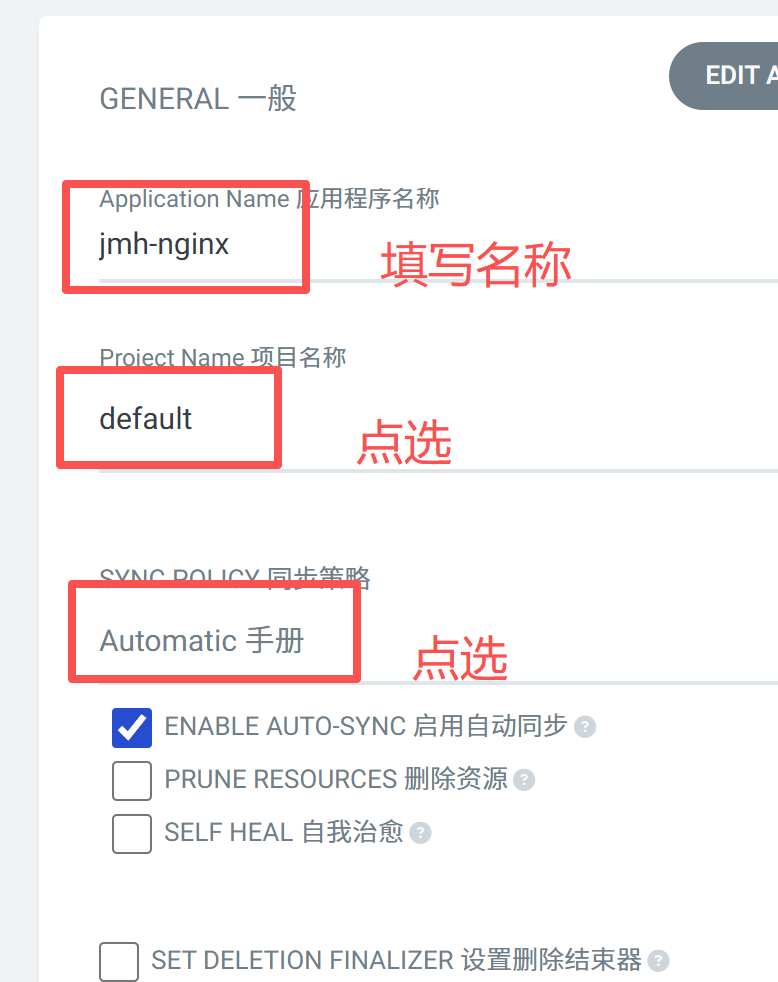 EDIT A
GENERAL 一般
Application Name 应用程序名称
jmh-nginx
填写名称
Project Name 项目名称
default
点选
SYNC POLICY 同步策略
Automatic 手册
点选
ENABLE AUTO-SYNC 启用自动同步 ?
PRUNE RESOURCES 删除资源 ?
SELF HEAL 自我治愈 ?
SET DELETION FINALIZER 设置删除结束器 ?